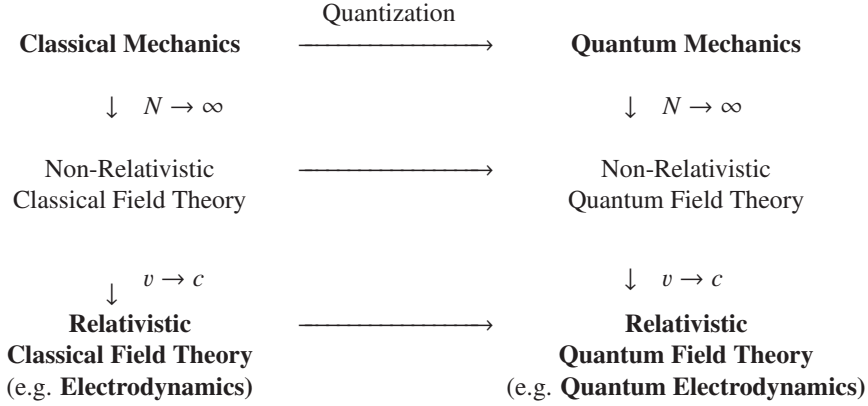 Quantization
Classical Mechanics ⟶ Quantum Mechanics
↓ N → ∞ ↓ N → ∞
Non-Relativistic ⟶ Non-Relativistic
Classical Field Theory Quantum Field Theory
↓ v → c ↓ v → c
Relativistic ⟶ Relativistic
Classical Field Theory Quantum Field Theory
(e.g. Electrodynamics) (e.g. Quantum Electrodynamics)